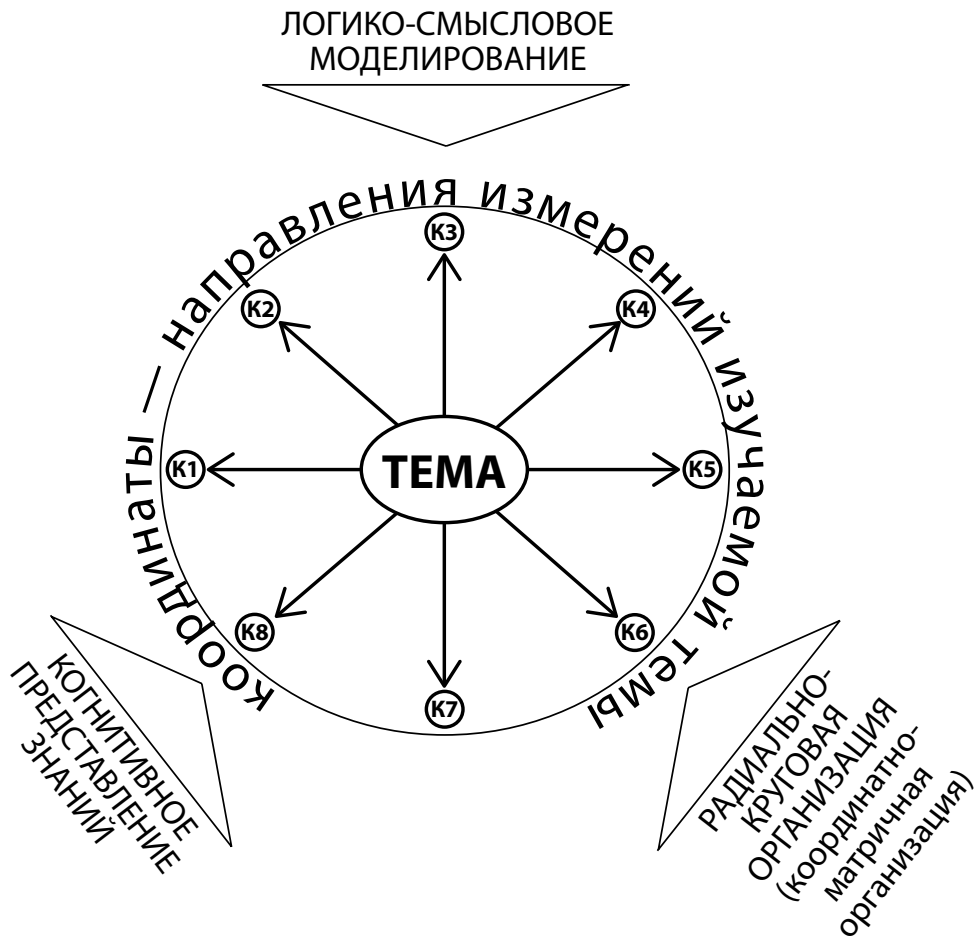 ЛОГИКО-СМЫСЛОВОЕ
МОДЕЛИРОВАНИЕ
Координаты — направления измерений изучаемой темы
К3
К2
К4
К1
ТЕМА
К5
К8
К6
К7
КОГНИТИВНОЕ
ПРЕДСТАВЛЕНИЕ
ЗНАНИЙ
РАДИАЛЬНО-
КРУГОВАЯ
ОРГАНИЗАЦИЯ
(координатно-
матричная
организация)